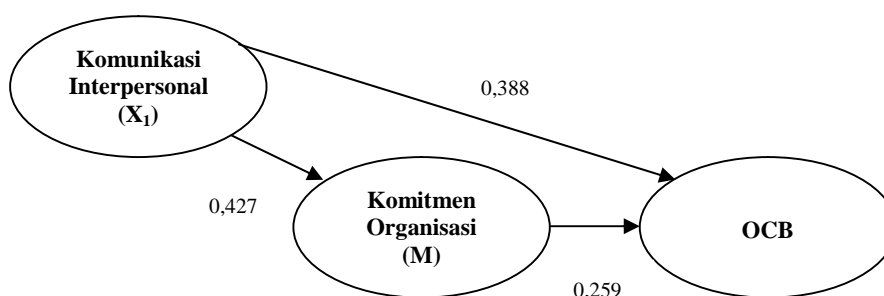 Komunikasi
Interpersonal
(X₁)
0,388
0,427
Komitmen
Organisasi
(M)
OCB
0,259